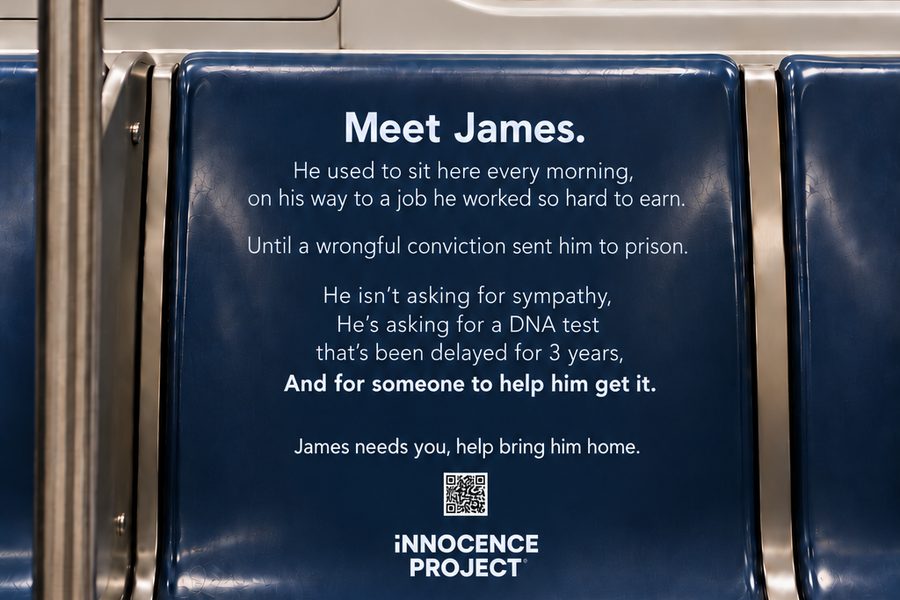 Meet James.
He used to sit here every morning,
on his way to a job he worked so hard to earn.
Until a wrongful conviction sent him to prison.
He isn't asking for sympathy,
He's asking for a DNA test
that's been delayed for 3 years,
And for someone to help him get it.
James needs you, help bring him home.
iNNOCENCE
PROJECT®